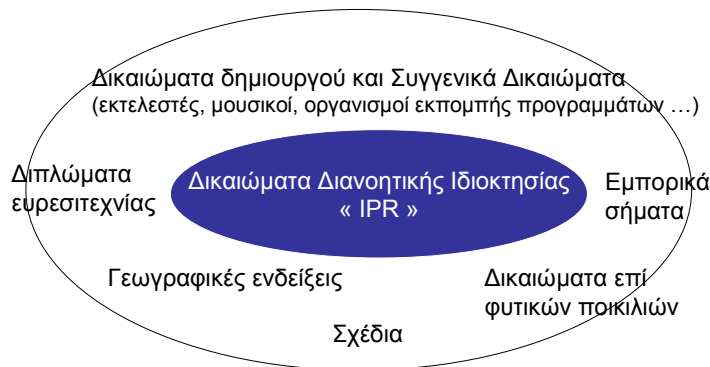 Δικαιώματα δημιουργού και Συγγενικά Δικαιώματα
(εκτελεστές, μουσικοί, οργανισμοί εκπομπής προγραμμάτων …)
Διπλώματα
ευρεσιτεχνίας
Δικαιώματα Διανοητικής Ιδιοκτησίας
« IPR »
Εμπορικά
σήματα
Γεωγραφικές ενδείξεις
Δικαιώματα επί
φυτικών ποικιλιών
Σχέδια